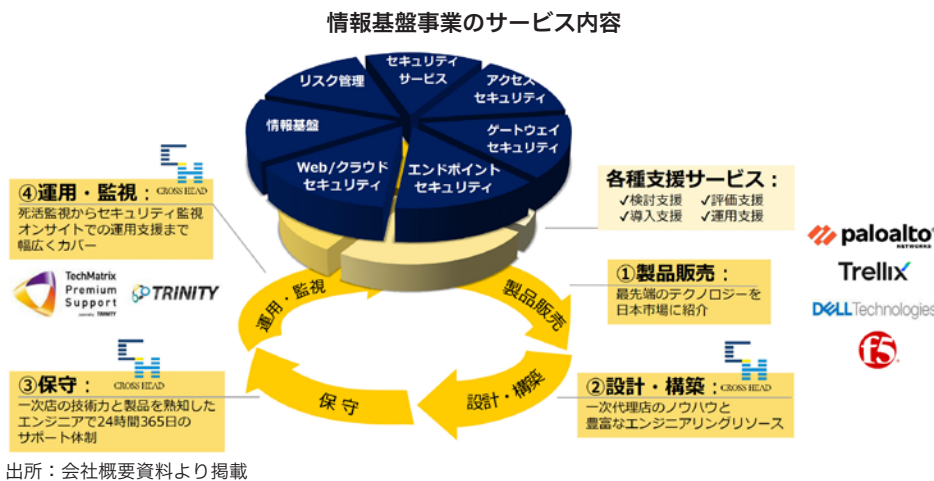 情報基盤事業のサービス内容
セキュリティ
サービス
リスク管理
アクセス
セキュリティ
情報基盤
ゲートウェイ
セキュリティ
Web/クラウド
セキュリティ
エンドポイント
セキュリティ
④運用・監視：
CROSS HEAD
死活監視からセキュリティ監視
オンサイトでの運用支援まで
幅広くカバー
TechMatrix
Premium
Support
powered by TRINITY
TRINITY
各種支援サービス：
✓検討支援 ✓評価支援
✓導入支援 ✓運用支援
①製品販売：
最先端のテクノロジーを
日本市場に紹介
paloalto
NETWORKS
Trellix
DELLTechnologies
f5
運用・監視
製品販売
設計・構築
保守
③保守：
CROSS HEAD
一次店の技術力と製品を熟知した
エンジニアで24時間365日の
サポート体制
②設計・構築：
CROSS HEAD
一次代理店のノウハウと
豊富なエンジニアリングリソース
出所：会社概要資料より掲載